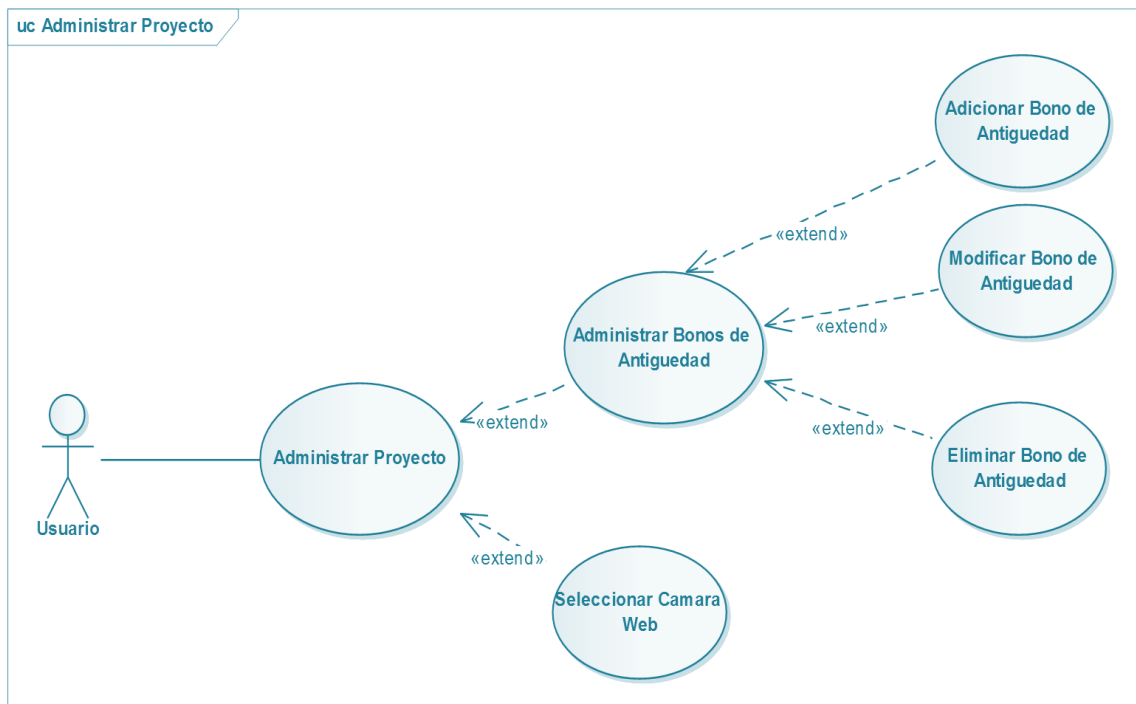 uc Administrar Proyecto
Adicionar Bono de
Antiguedad
«extend»
Modificar Bono de
Antiguedad
«extend»
Administrar Bonos de
Antiguedad
«extend»
Eliminar Bono de
Antiguedad
«extend»
Administrar Proyecto
Usuario
«extend»
Seleccionar Camara
Web